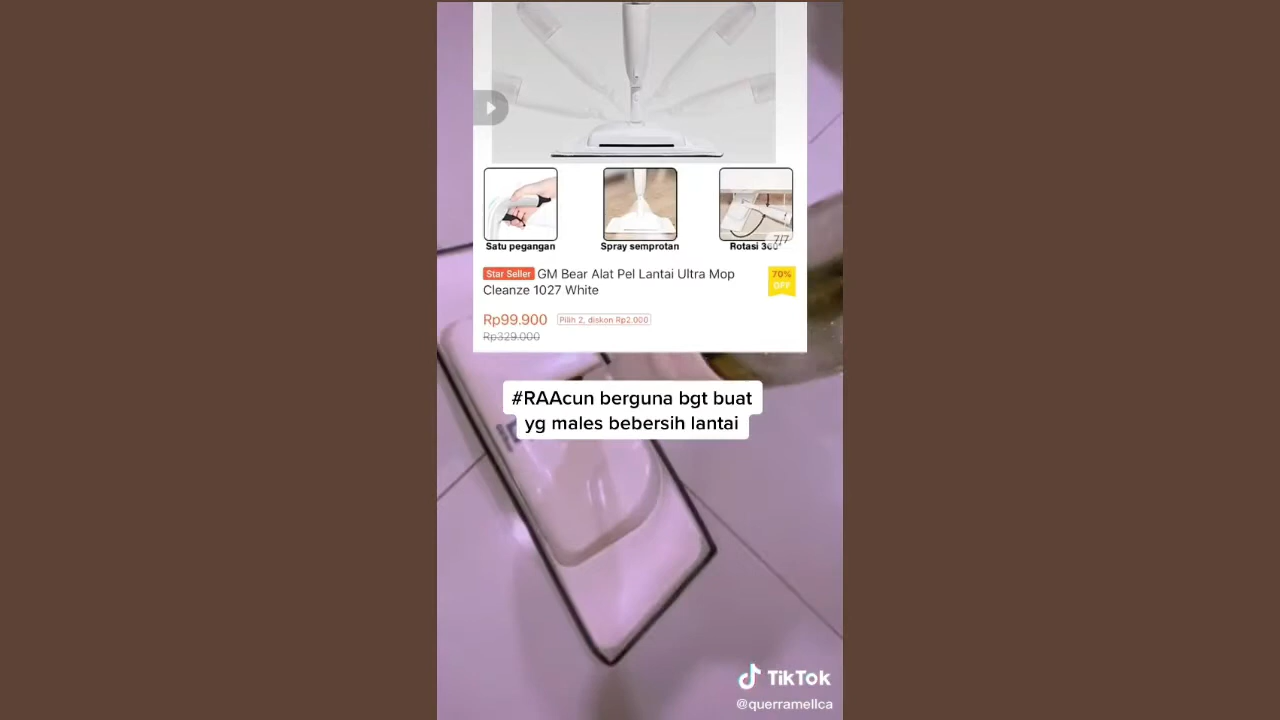 Satu pegangan
Spray semprotan
Rotasi 360°
7/7
Star Seller GM Bear Alat Pel Lantai Ultra Mop
Cleanze 1027 White
70%
OFF
Rp99.900 Pilih 2, diskon Rp2.000
Rp329.000
#RAAcun berguna bgt buat
yg males bebersih lantai
TikTok
@querramellca